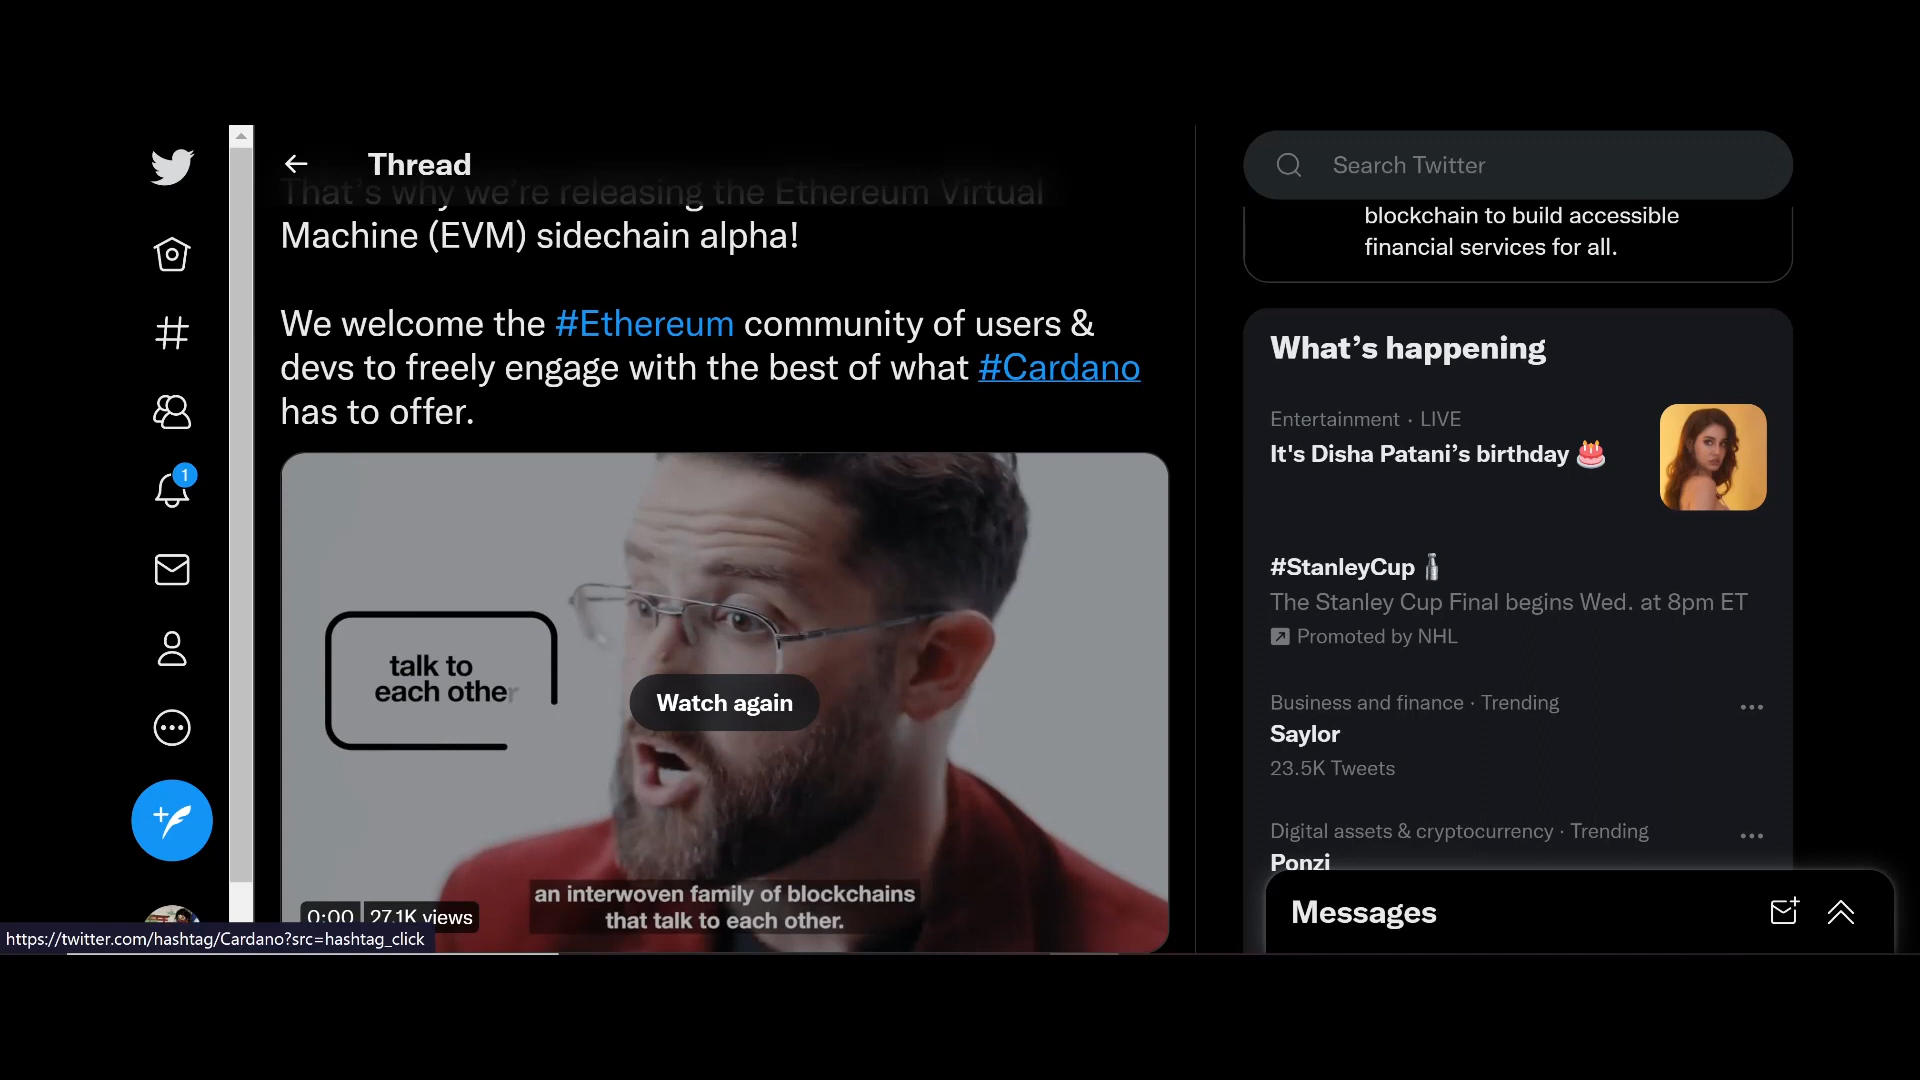 Thread
That's why we're releasing the Ethereum Virtual
Machine (EVM) sidechain alpha!
We welcome the #Ethereum community of users &
devs to freely engage with the best of what #Cardano
has to offer.
talk to
each other
Watch again
an interwoven family of blockchains
that talk to each other.
0:00
27.1K views
1
https://twitter.com/hashtag/Cardano?src=hashtag_click
Search Twitter
blockchain to build accessible
financial services for all.
What's happening
Entertainment · LIVE
It's Disha Patani's birthday 🎂
#StanleyCup
The Stanley Cup Final begins Wed. at 8pm ET
Promoted by NHL
Business and finance · Trending
Saylor
23.5K Tweets
Digital assets & cryptocurrency · Trending
Ponzi
Messages